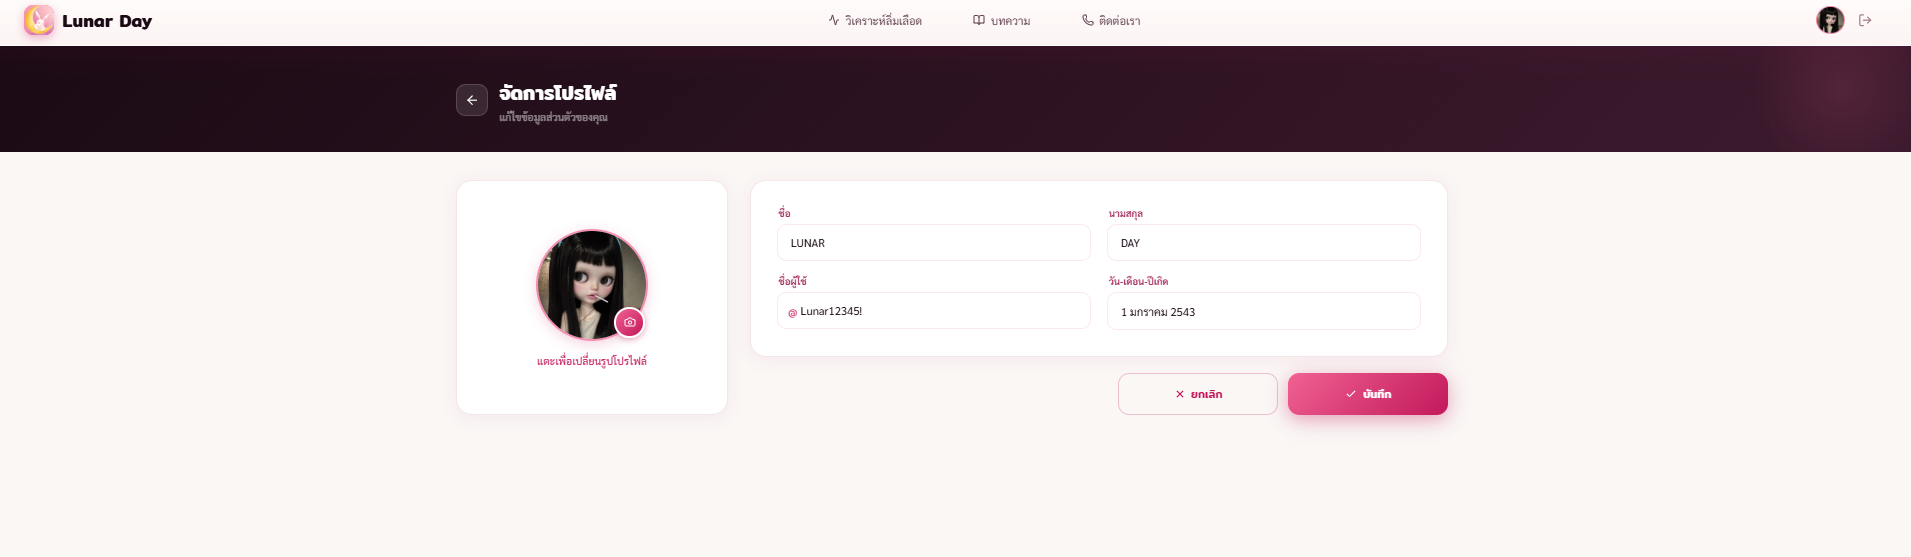 Lunar Day
วิเคราะห์ลิ่มเลือด
บทความ
ติดต่อเรา
จัดการโปรไฟล์
แก้ไขข้อมูลส่วนตัวของคุณ
แตะเพื่อเปลี่ยนรูปโปรไฟล์
ชื่อ
LUNAR
นามสกุล
DAY
ชื่อผู้ใช้
@ Lunar12345!
วัน-เดือน-ปีเกิด
1 มกราคม 2543
ยกเลิก
บันทึก